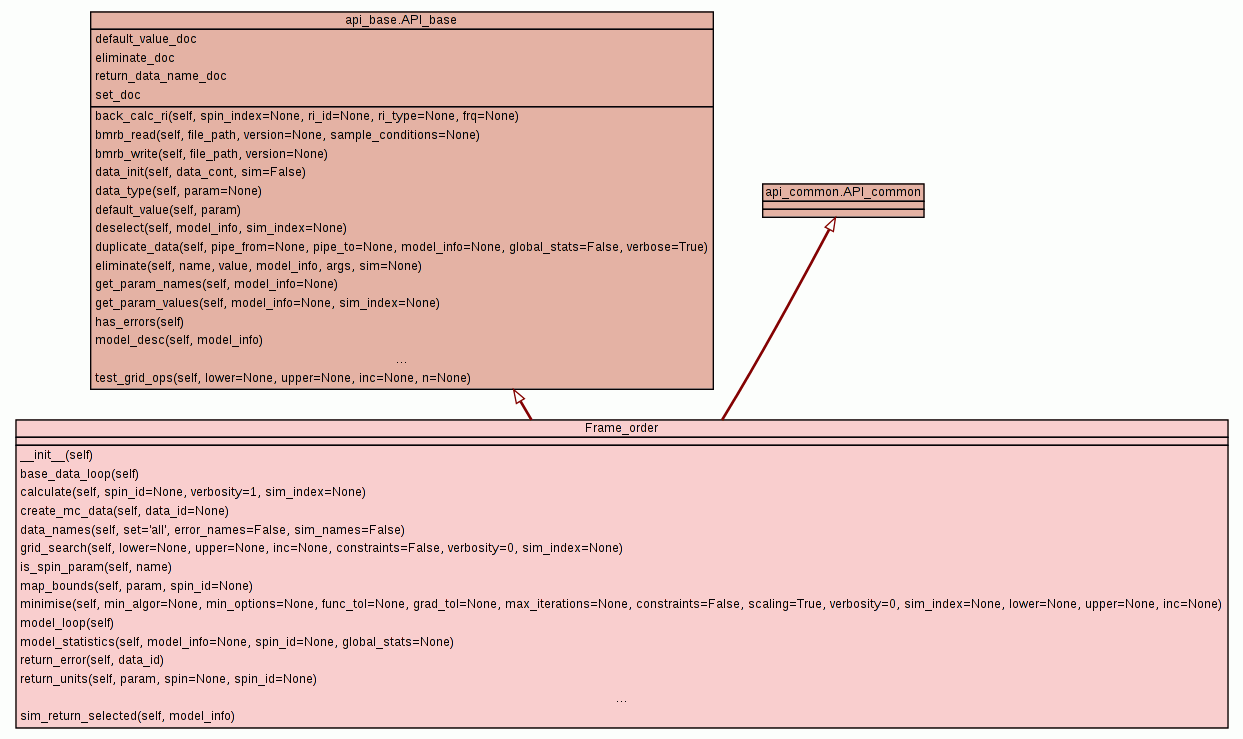 api_base.API_base
default_value_doc
eliminate_doc
return_data_name_doc
set_doc
back_calc_ri(self, spin_index=None, ri_id=None, ri_type=None, frq=None)
bmrb_read(self, file_path, version=None, sample_conditions=None)
bmrb_write(self, file_path, version=None)
data_init(self, data_cont, sim=False)
data_type(self, param=None)
default_value(self, param)
deselect(self, model_info, sim_index=None)
duplicate_data(self, pipe_from=None, pipe_to=None, model_info=None, global_stats=False, verbose=True)
eliminate(self, name, value, model_info, args, sim=None)
get_param_names(self, model_info=None)
get_param_values(self, model_info=None, sim_index=None)
has_errors(self)
model_desc(self, model_info)
...
test_grid_ops(self, lower=None, upper=None, inc=None, n=None)
api_common.API_common
Frame_order
__init__(self)
base_data_loop(self)
calculate(self, spin_id=None, verbosity=1, sim_index=None)
create_mc_data(self, data_id=None)
data_names(self, set='all', error_names=False, sim_names=False)
grid_search(self, lower=None, upper=None, inc=None, constraints=False, verbosity=0, sim_index=None)
is_spin_param(self, name)
map_bounds(self, param, spin_id=None)
minimise(self, min_algor=None, min_options=None, func_tol=None, grad_tol=None, max_iterations=None, constraints=False, scaling=True, verbosity=0, sim_index=None, lower=None, upper=None, inc=None)
model_loop(self)
model_statistics(self, model_info=None, spin_id=None, global_stats=None)
return_error(self, data_id)
return_units(self, param, spin=None, spin_id=None)
...
sim_return_selected(self, model_info)